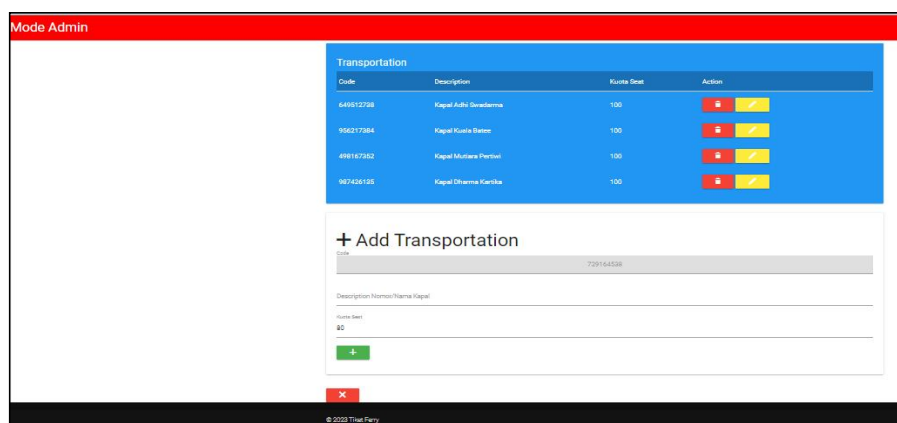 Mode Admin
Transportation
Code Description Kuota Seat Action
649512738 Kapal Adhi Swadarma 100
956217384 Kapal Kuala Batee 100
498167352 Kapal Mutiara Pertiwi 100
987426135 Kapal Dharma Kartika 100
+ Add Transportation
Code
729164538
Description Nomor/Nama Kapal
Kuota Seat
80
+
×
© 2023 Tiket Ferry